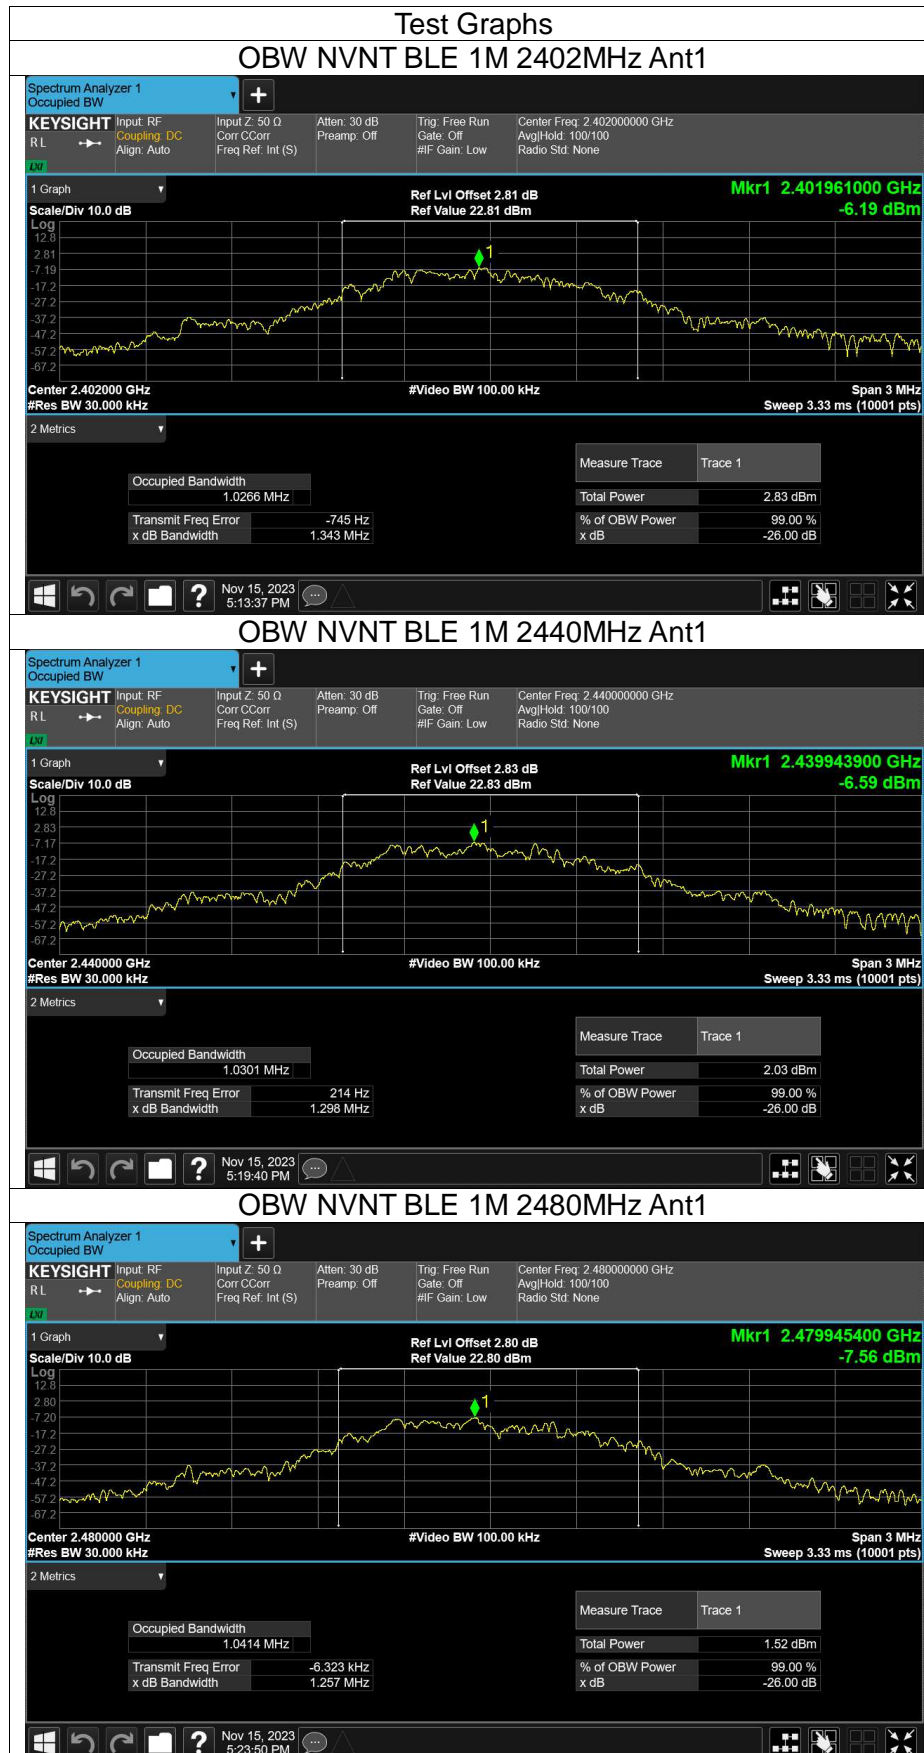 Test Graphs
OBW NVNT BLE 1M 2402MHz Ant1
Spectrum Analyzer 1
Occupied BW
+
KEYSIGHT Input: RF Input Z: 50 Ω Atten: 30 dB Trig: Free Run Center Freq: 2.402000000 GHz
RL Coupling: DC Corr CCorr Preamp: Off Gate: Off Avg|Hold: 100/100
Align: Auto Freq Ref: Int (S) #IF Gain: Low Radio Std: None
LXI
1 Graph Ref Lvl Offset 2.81 dB Mkr1 2.401961000 GHz
Scale/Div 10.0 dB Ref Value 22.81 dBm -6.19 dBm
Log
12.8
2.81
1
-7.19
-17.2
-27.2
-37.2
-47.2
-57.2
-67.2
Center 2.402000 GHz #Video BW 100.00 kHz Span 3 MHz
#Res BW 30.000 kHz Sweep 3.33 ms (10001 pts)
2 Metrics
Measure Trace Trace 1
Occupied Bandwidth
1.0266 MHz Total Power 2.83 dBm
Transmit Freq Error -745 Hz % of OBW Power 99.00 %
x dB Bandwidth 1.343 MHz x dB -26.00 dB
? Nov 15, 2023
5:13:37 PM
OBW NVNT BLE 1M 2440MHz Ant1
Spectrum Analyzer 1
Occupied BW
+
KEYSIGHT Input: RF Input Z: 50 Ω Atten: 30 dB Trig: Free Run Center Freq: 2.440000000 GHz
RL Coupling: DC Corr CCorr Preamp: Off Gate: Off Avg|Hold: 100/100
Align: Auto Freq Ref: Int (S) #IF Gain: Low Radio Std: None
LXI
1 Graph Ref Lvl Offset 2.83 dB Mkr1 2.439943900 GHz
Scale/Div 10.0 dB Ref Value 22.83 dBm -6.59 dBm
Log
12.8
2.83
1
-7.17
-17.2
-27.2
-37.2
-47.2
-57.2
-67.2
Center 2.440000 GHz #Video BW 100.00 kHz Span 3 MHz
#Res BW 30.000 kHz Sweep 3.33 ms (10001 pts)
2 Metrics
Measure Trace Trace 1
Occupied Bandwidth
1.0301 MHz Total Power 2.03 dBm
Transmit Freq Error 214 Hz % of OBW Power 99.00 %
x dB Bandwidth 1.298 MHz x dB -26.00 dB
? Nov 15, 2023
5:19:40 PM
OBW NVNT BLE 1M 2480MHz Ant1
Spectrum Analyzer 1
Occupied BW
+
KEYSIGHT Input: RF Input Z: 50 Ω Atten: 30 dB Trig: Free Run Center Freq: 2.480000000 GHz
RL Coupling: DC Corr CCorr Preamp: Off Gate: Off Avg|Hold: 100/100
Align: Auto Freq Ref: Int (S) #IF Gain: Low Radio Std: None
LXI
1 Graph Ref Lvl Offset 2.80 dB Mkr1 2.479945400 GHz
Scale/Div 10.0 dB Ref Value 22.80 dBm -7.56 dBm
Log
12.8
2.80
1
-7.20
-17.2
-27.2
-37.2
-47.2
-57.2
-67.2
Center 2.480000 GHz #Video BW 100.00 kHz Span 3 MHz
#Res BW 30.000 kHz Sweep 3.33 ms (10001 pts)
2 Metrics
Measure Trace Trace 1
Occupied Bandwidth
1.0414 MHz Total Power 1.52 dBm
Transmit Freq Error -6.323 kHz % of OBW Power 99.00 %
x dB Bandwidth 1.257 MHz x dB -26.00 dB
? Nov 15, 2023
5:23:50 PM